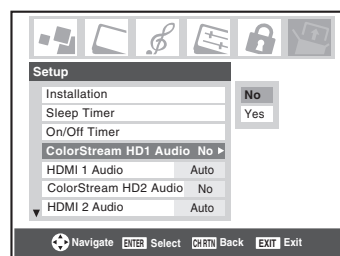 Setup
Installation
Sleep Timer
On/Off Timer
ColorStream HD1 Audio No
HDMI 1 Audio Auto
ColorStream HD2 Audio No
HDMI 2 Audio Auto
No
Yes
Navigate ENTER Select CH RTN Back EXIT Exit